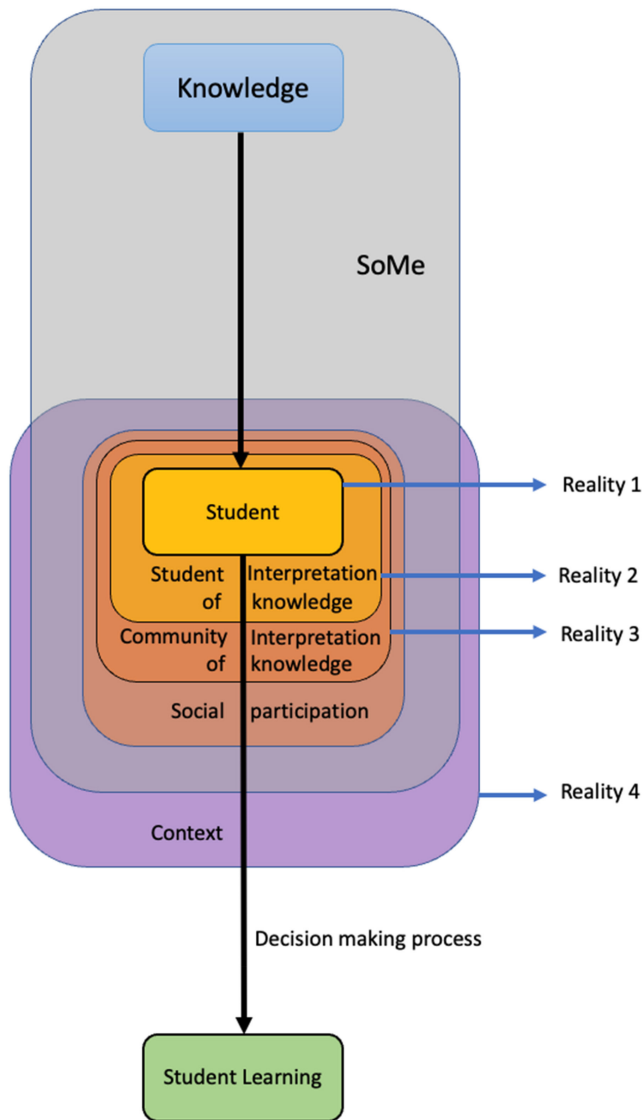 Knowledge
SoMe
Student
Reality 1
Student Interpretation
of knowledge
Reality 2
Community Interpretation
of knowledge
Reality 3
Social participation
Reality 4
Context
Decision making process
Student Learning